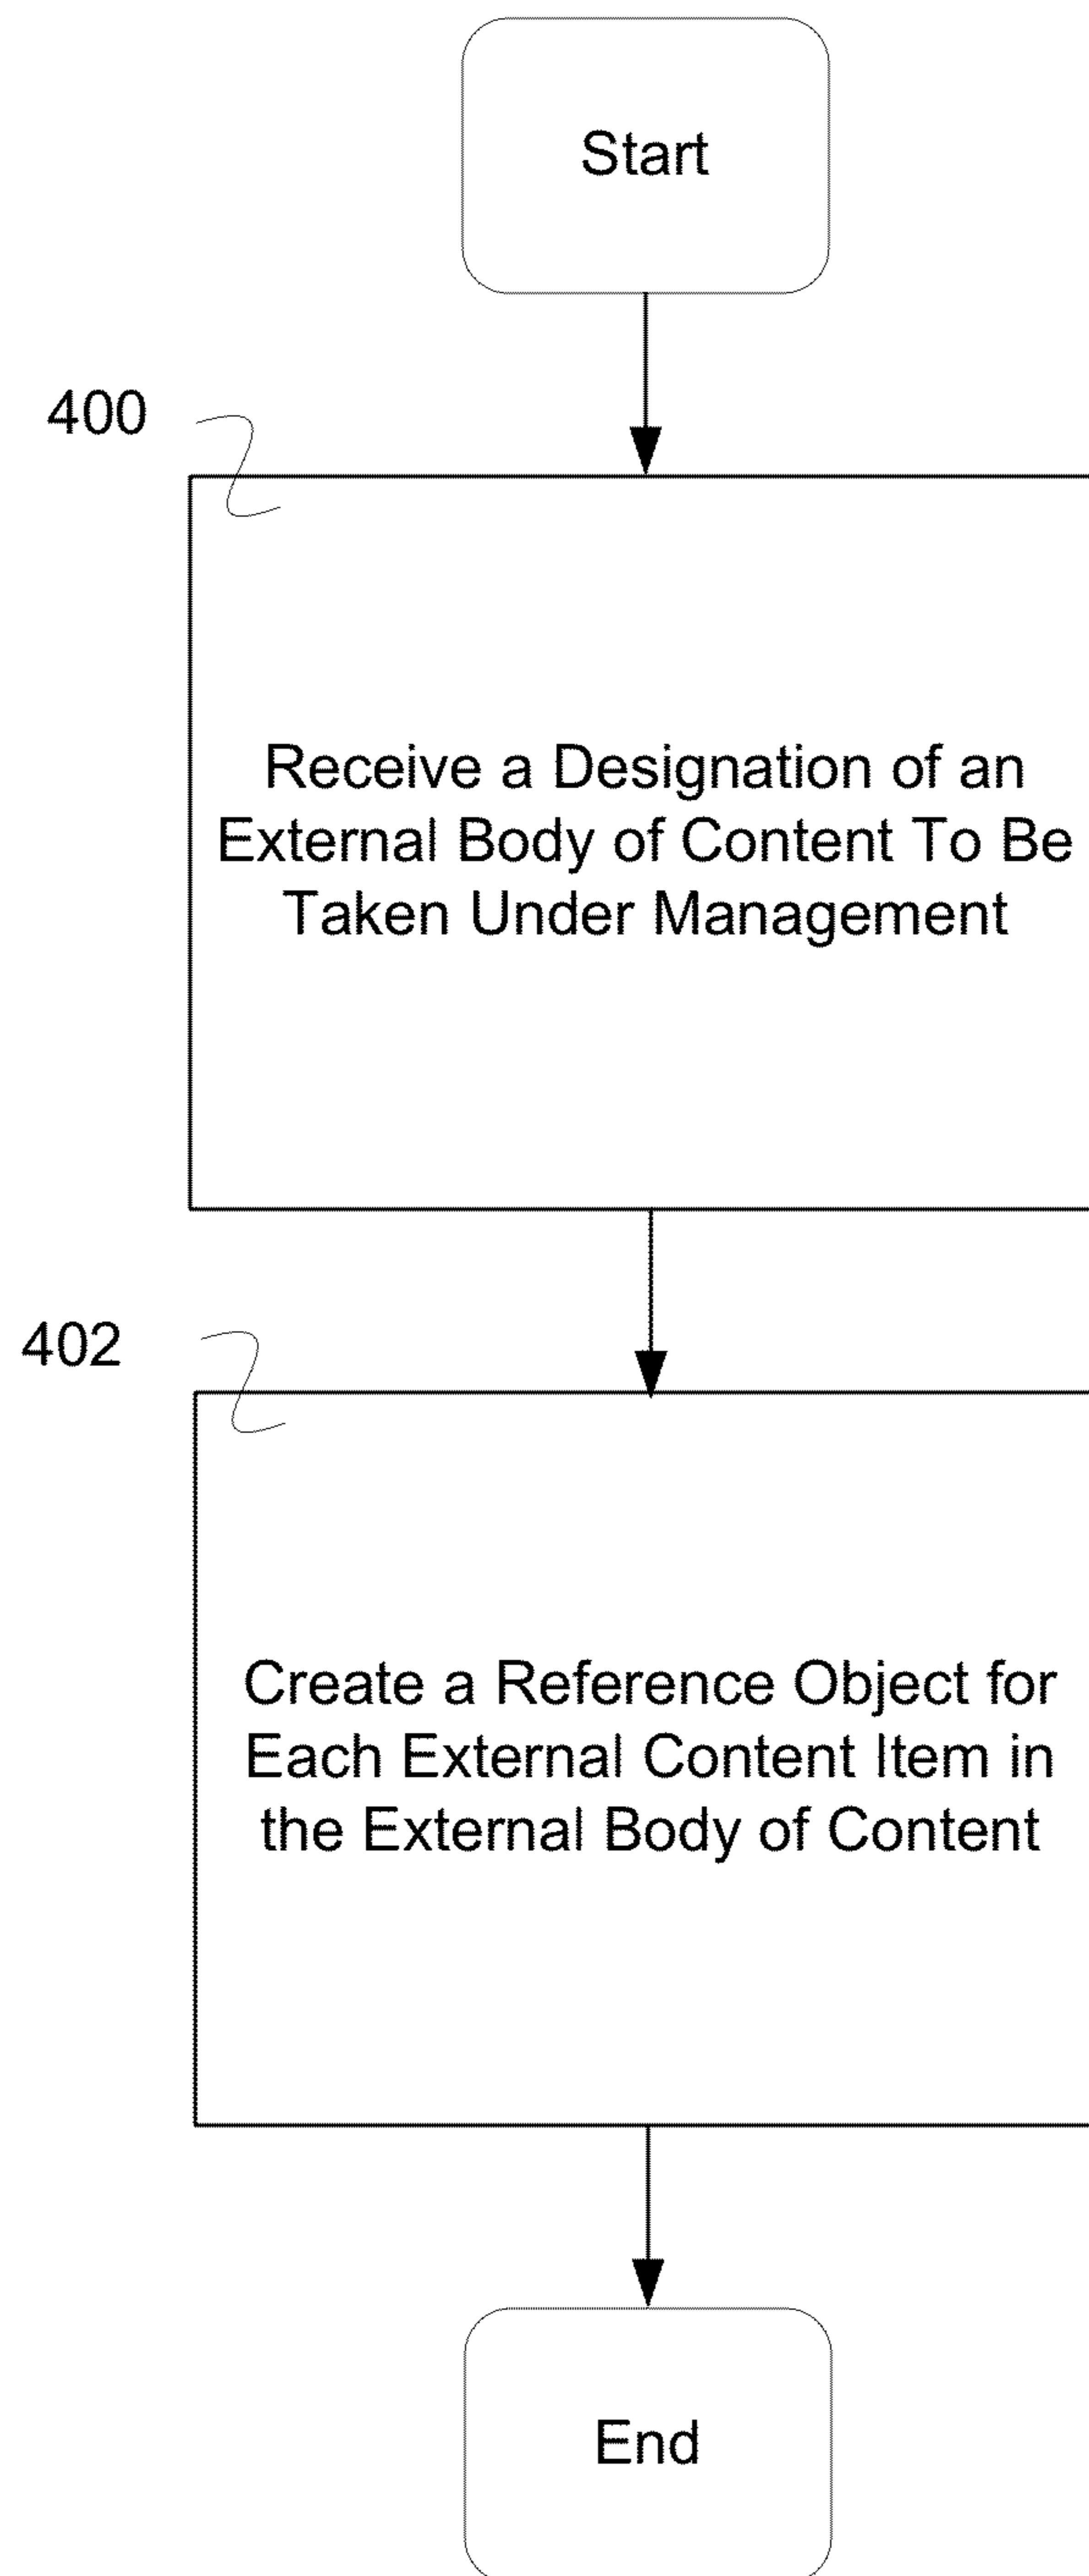 Start
400
Receive a Designation of an
External Body of Content To Be
Taken Under Management
402
Create a Reference Object for
Each External Content Item in
the External Body of Content
End